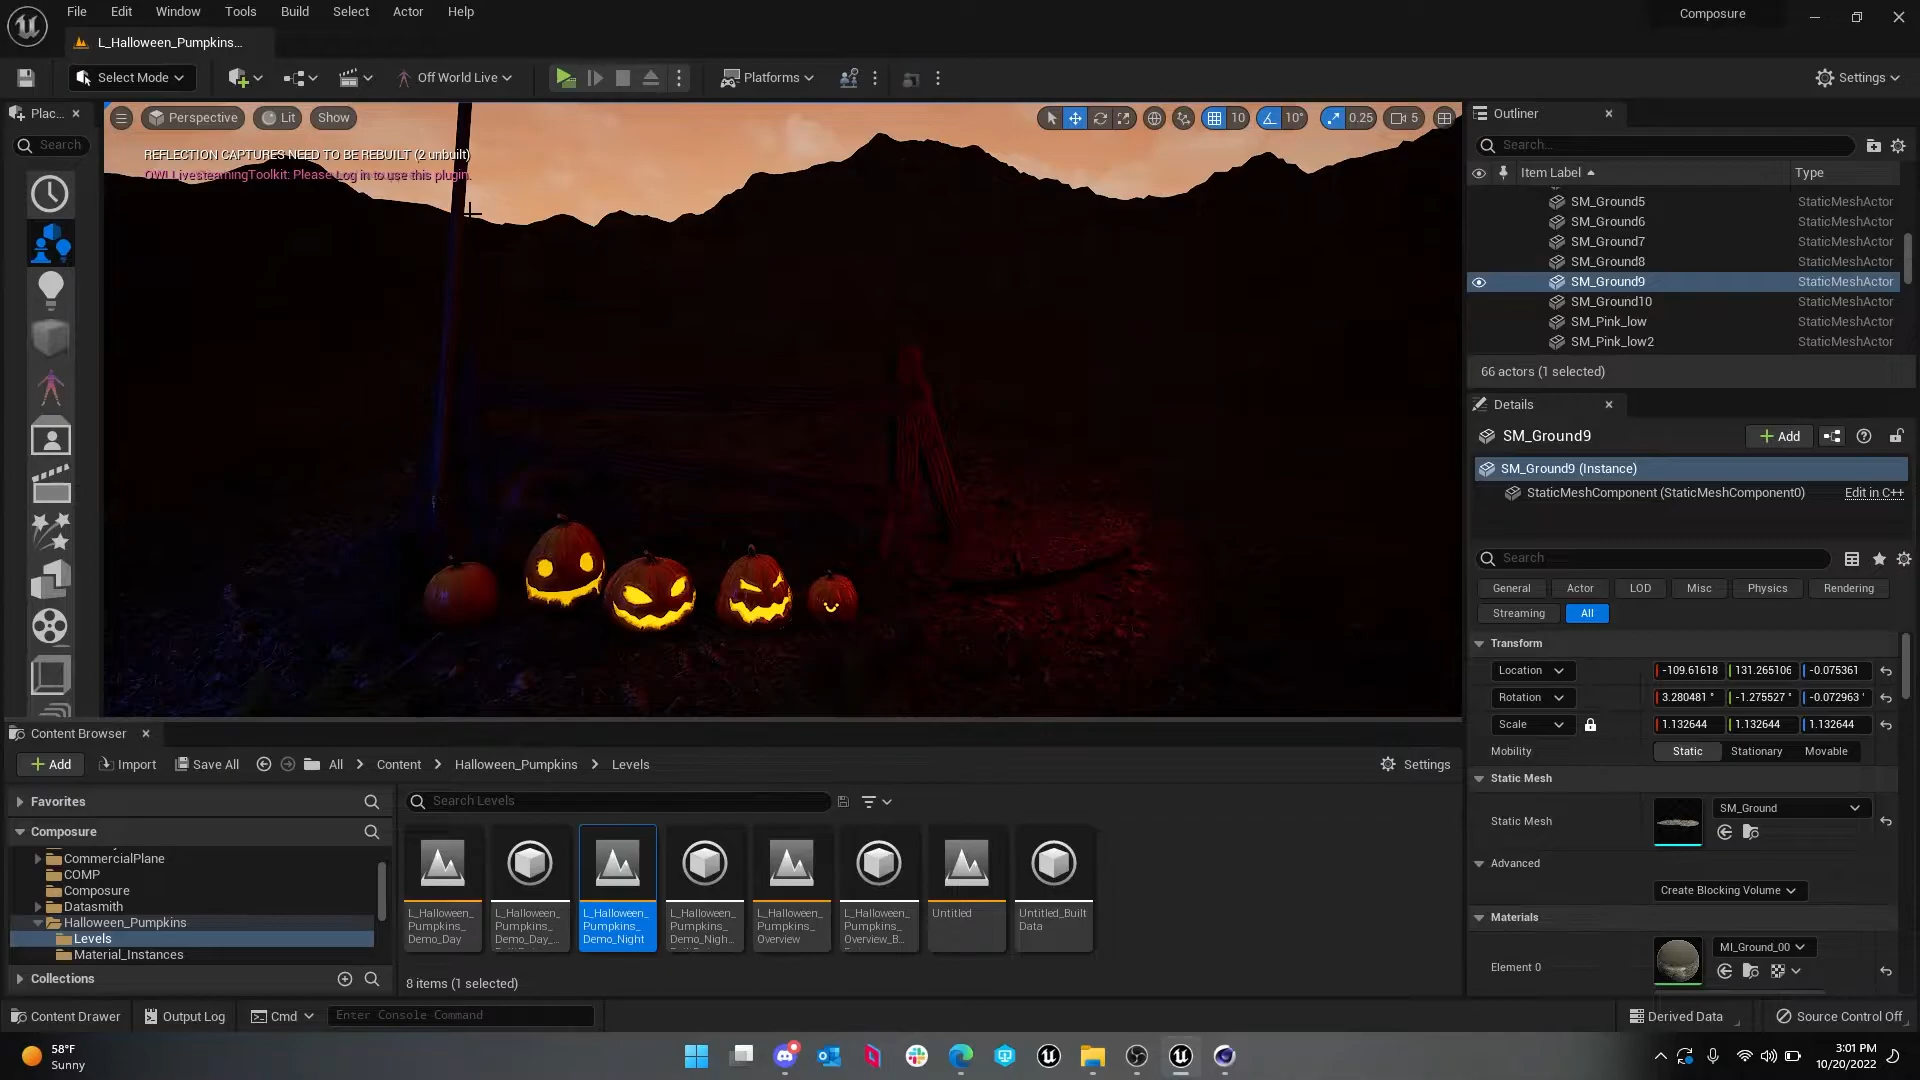 File Edit Window Tools Build Select Actor Help
Composure
L_Halloween_Pumpkins...
Select Mode
Off World Live
Platforms
Settings
Plac...
Search
Perspective Lit Show
10 10° 0.25 5
REFLECTION CAPTURES NEED TO BE REBUILT (2 unbuilt)
OWLLivesteamingToolkit: Please Log in to use this plugin.
Outliner
Search...
Item Label Type
SM_Ground5 StaticMeshActor
SM_Ground6 StaticMeshActor
SM_Ground7 StaticMeshActor
SM_Ground8 StaticMeshActor
SM_Ground9 StaticMeshActor
SM_Ground10 StaticMeshActor
SM_Pink_low StaticMeshActor
SM_Pink_low2 StaticMeshActor
66 actors (1 selected)
Details
SM_Ground9 Add
SM_Ground9 (Instance)
StaticMeshComponent (StaticMeshComponent0) Edit in C++
Search
General Actor LOD Misc Physics Rendering
Streaming All
Transform
Location -109.61618 131.265106 -0.075361
Rotation 3.280481 ° -1.275527 ° -0.072963 °
Scale 1.132644 1.132644 1.132644
Mobility Static Stationary Movable
Static Mesh
Static Mesh SM_Ground
Advanced
Create Blocking Volume
Materials
Element 0 MI_Ground_00
Content Browser
Add Import Save All All Content Halloween_Pumpkins Levels Settings
Favorites
Search Levels
Composure
CommercialPlane
COMP
Composure
Datasmith
Halloween_Pumpkins
Levels
Material_Instances
Collections
L_Halloween_
Pumpkins_
Demo_Day
L_Halloween_
Pumpkins_
Demo_Day_...
L_Halloween_
Pumpkins_
Demo_Night
L_Halloween_
Pumpkins_
Demo_Nigh...
L_Halloween_
Pumpkins_
Overview
L_Halloween_
Pumpkins_
Overview_B...
Untitled
Untitled_Built
Data
8 items (1 selected)
Content Drawer Output Log Cmd Enter Console Command
Derived Data Source Control Off
58°F
Sunny
3:01 PM
10/20/2022